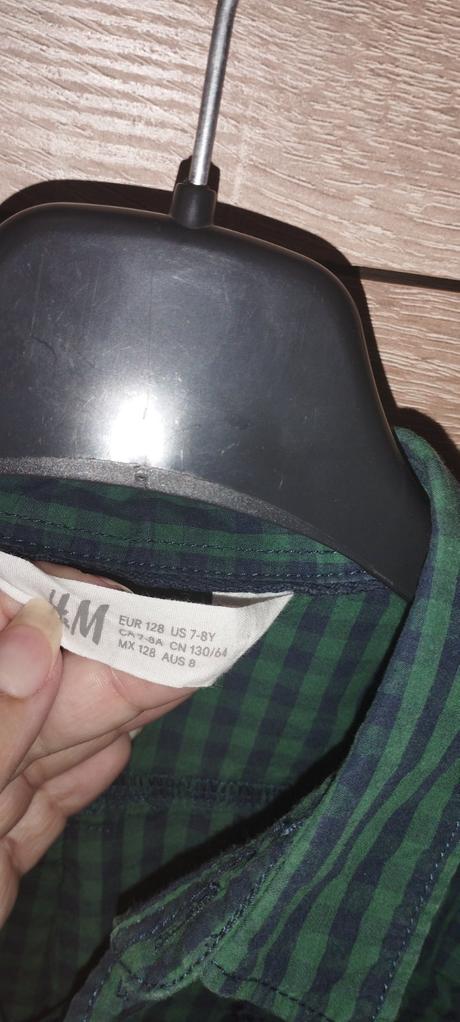 H&M
EUR 128 US 7-8Y
CA 7-8A CN 130/64
MX 128 AUS 8